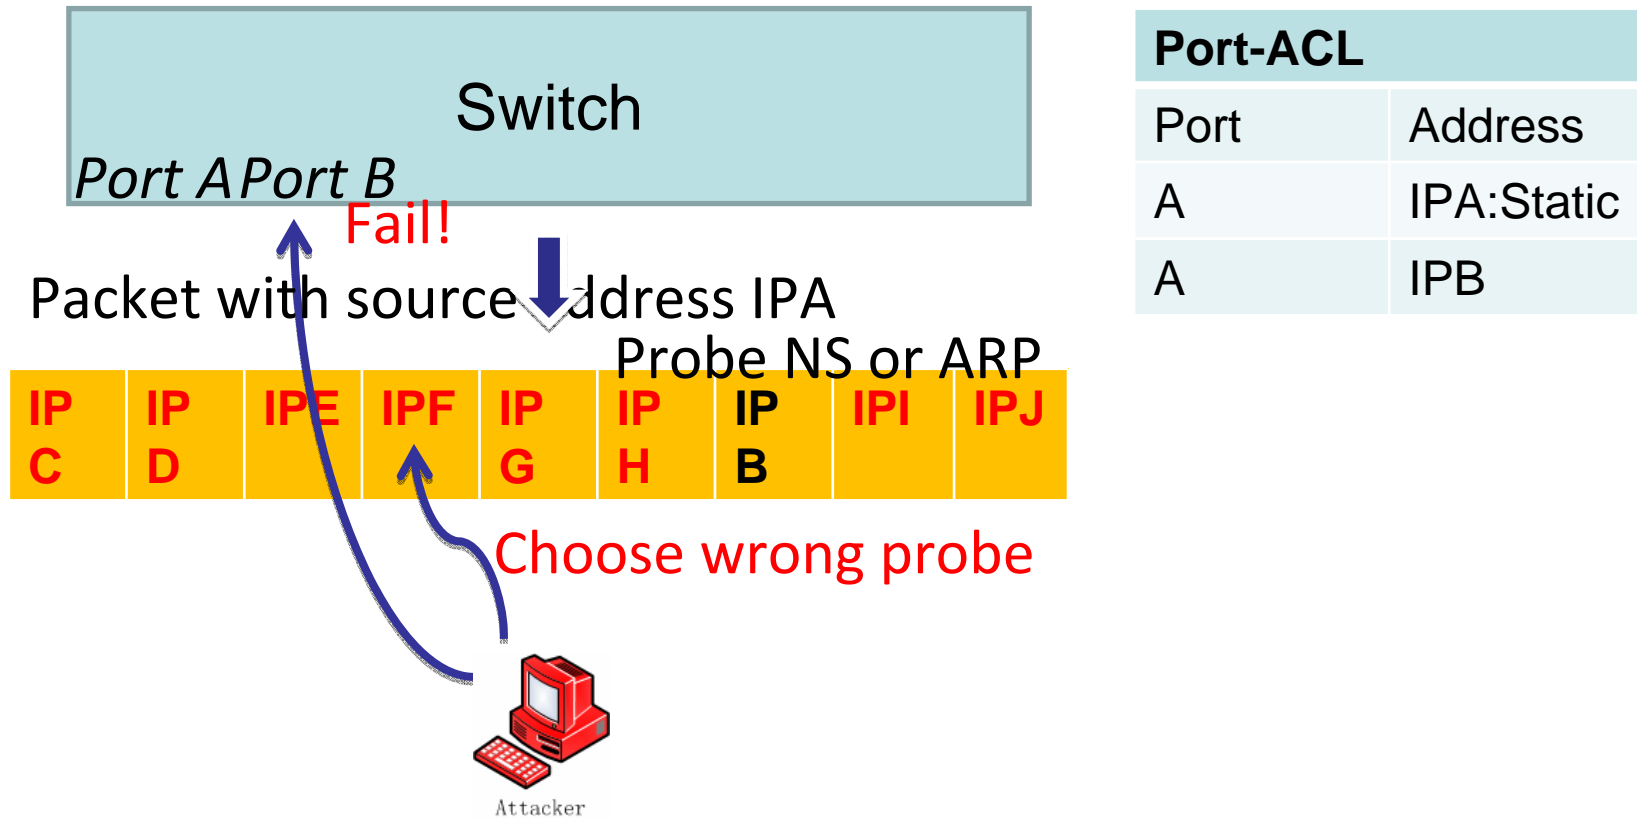 Switch
Port A Port B
Fail!
Packet with source address IPA
Probe NS or ARP
IP C IP D IPE IPF IP G IP H IP B IPI IPJ
Choose wrong probe
Attacker
Port-ACL
Port Address
A IPA:Static
A IPB